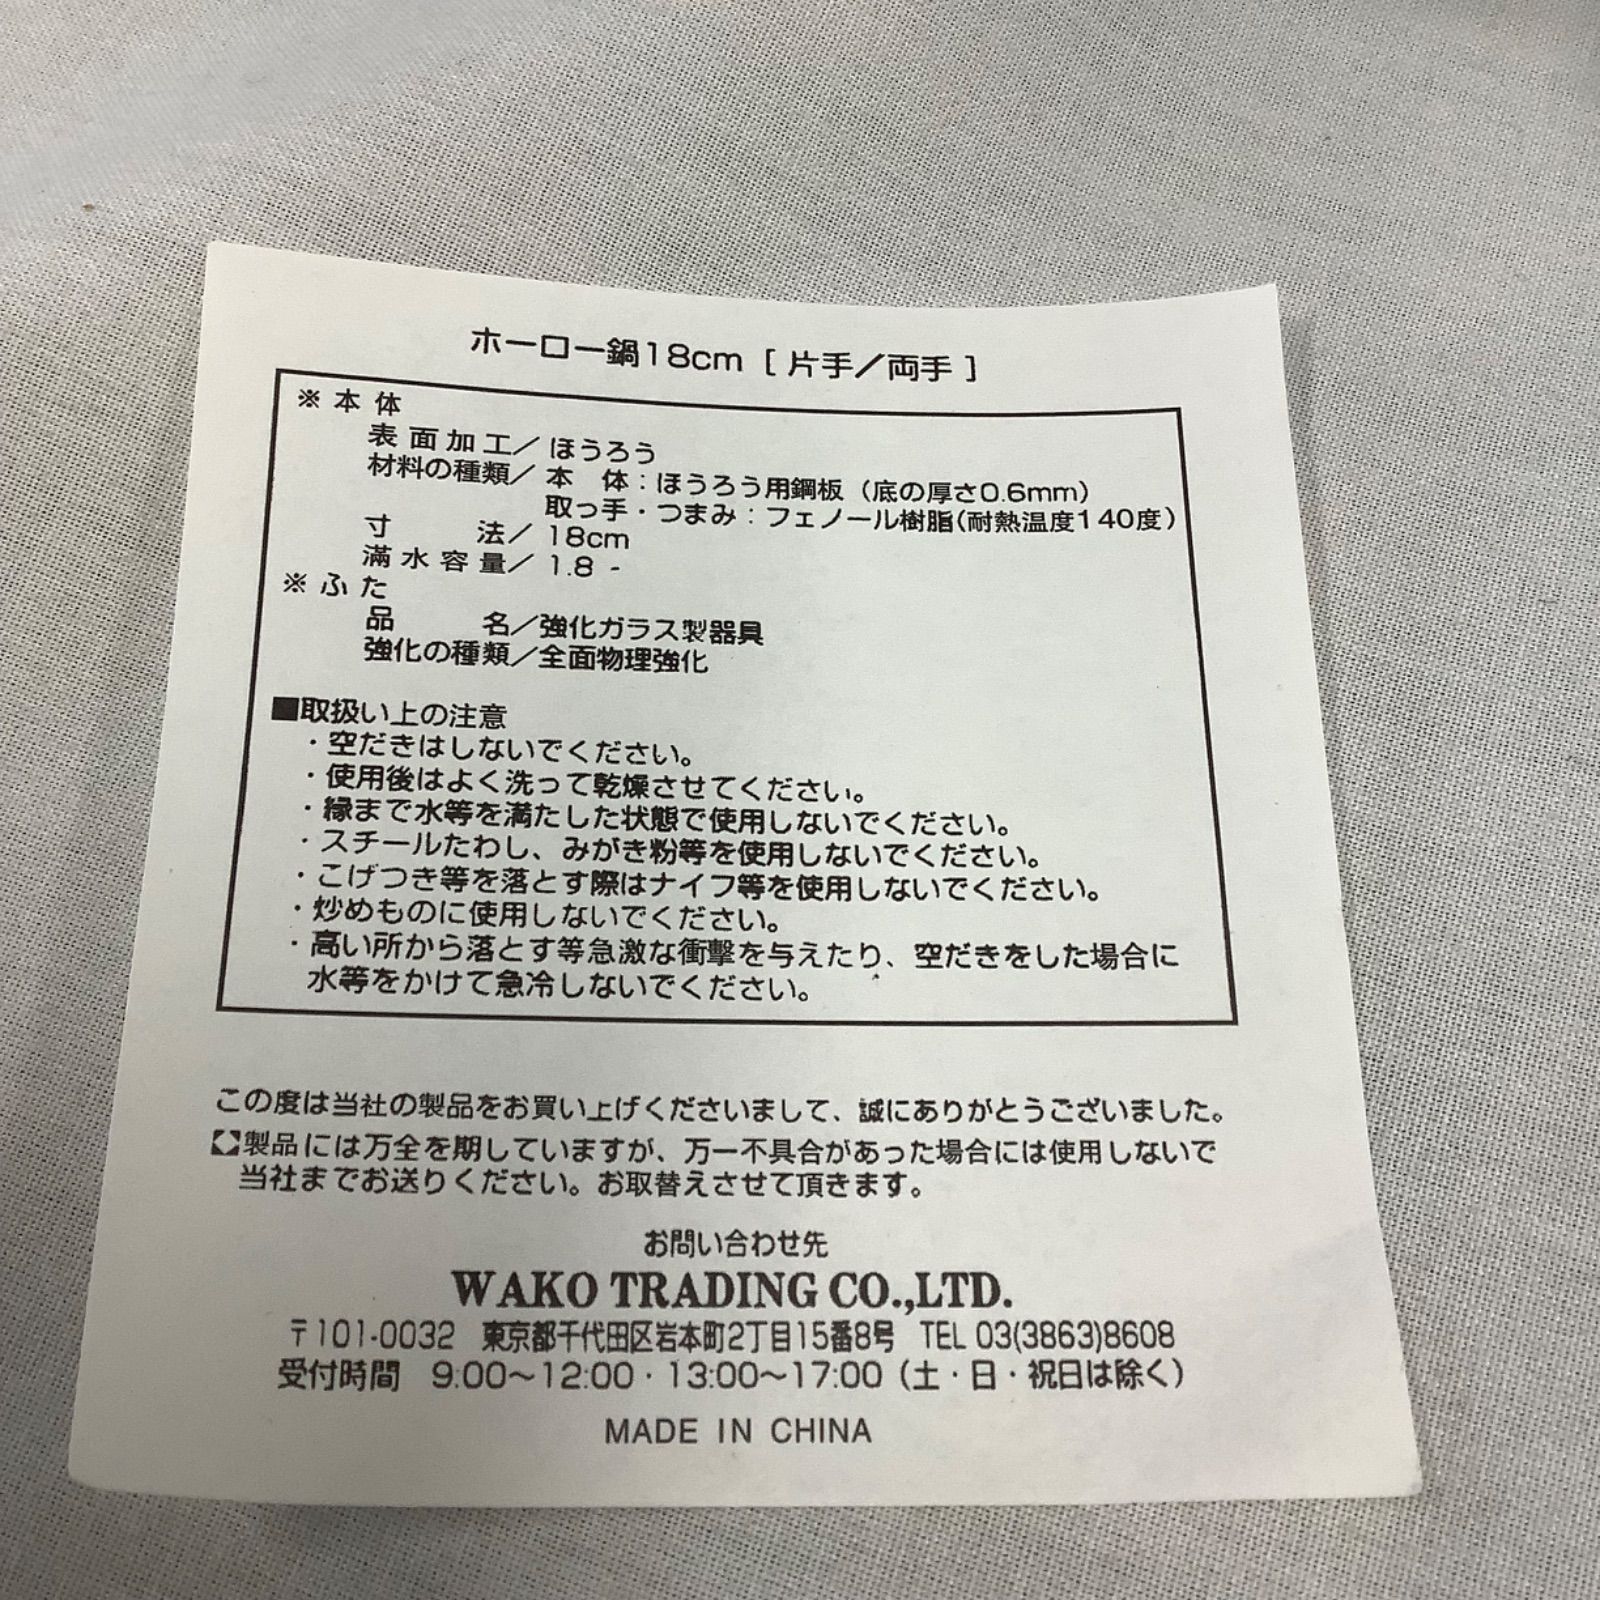 ホーロー鍋18cm [ 片手／両手 ]
※ 本 体
表 面 加 工／ ほうろう
材料の種類／ 本　体：ほうろう用鋼板（底の厚さ0.6mm）
取っ手・つまみ：フェノール樹脂(耐熱温度140度)
寸　　　法／ 18cm
満 水 容 量／ 1.8 -
※ ふ た
品　　　名／強化ガラス製器具
強化の種類／全面物理強化
■取扱い上の注意
・空だきはしないでください。
・使用後はよく洗って乾燥させてください。
・縁まで水等を満たした状態で使用しないでください。
・スチールたわし、みがき粉等を使用しないでください。
・こげつき等を落とす際はナイフ等を使用しないでください。
・炒めものに使用しないでください。
・高い所から落とす等急激な衝撃を与えたり、空だきをした場合に
水等をかけて急冷しないでください。
この度は当社の製品をお買い上げくださいまして、誠にありがとうございました。
製品には万全を期していますが、万一不具合があった場合には使用しないで
当社までお送りください。お取替えさせて頂きます。
お問い合わせ先
WAKO TRADING CO.,LTD.
〒101-0032　東京都千代田区岩本町2丁目15番8号　TEL 03(3863)8608
受付時間　9:00～12:00・13:00～17:00（土・日・祝日は除く）
MADE IN CHINA